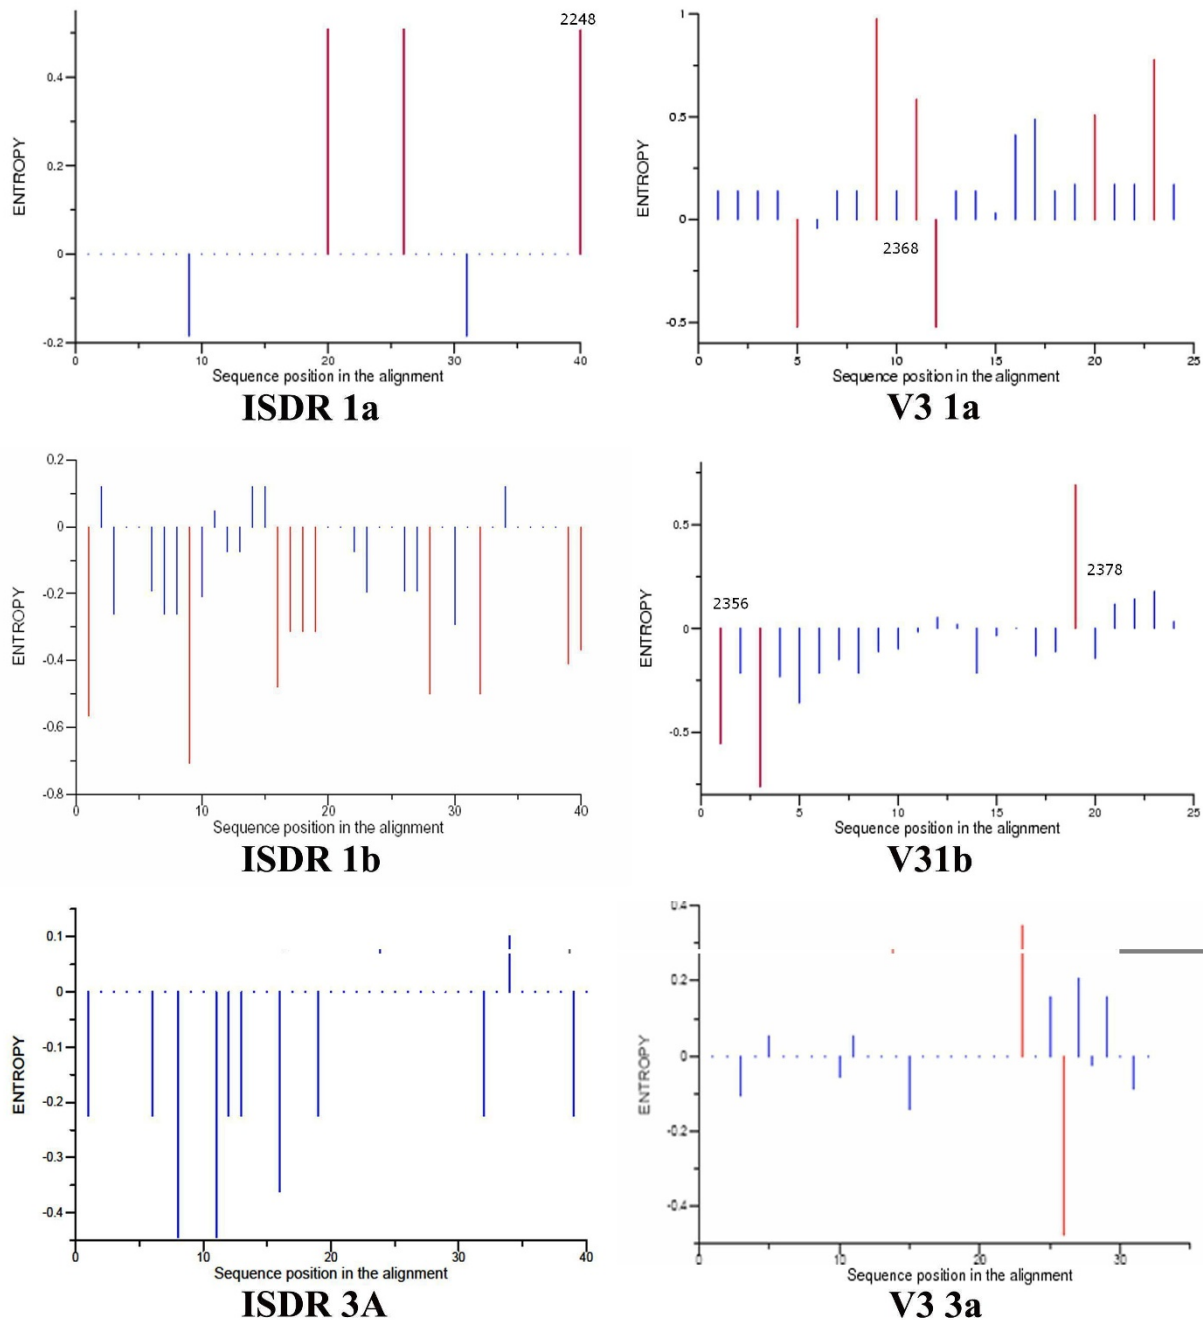 2248
0.4
0.2
0
-0.2
ENTROPY
0 10 20 30 40
Sequence position in the alignment
ISDR 1a
1
0.5
0
-0.5
ENTROPY
2368
0 5 10 15 20 25
Sequence position in the alignment
V3 1a
0.2
0
-0.2
-0.4
-0.6
-0.8
ENTROPY
0 10 20 30 40
Sequence position in the alignment
ISDR 1b
0.5
0
-0.5
ENTROPY
2356
2378
0 5 10 15 20 25
Sequence position in the alignment
V31b
0.1
0
-0.1
-0.2
-0.3
-0.4
ENTROPY
0 10 20 30 40
Sequence position in the alignment
ISDR 3A
0.4
0.2
0
-0.2
-0.4
ENTROPY
0 10 20 30
Sequence position in the alignment
V3 3a